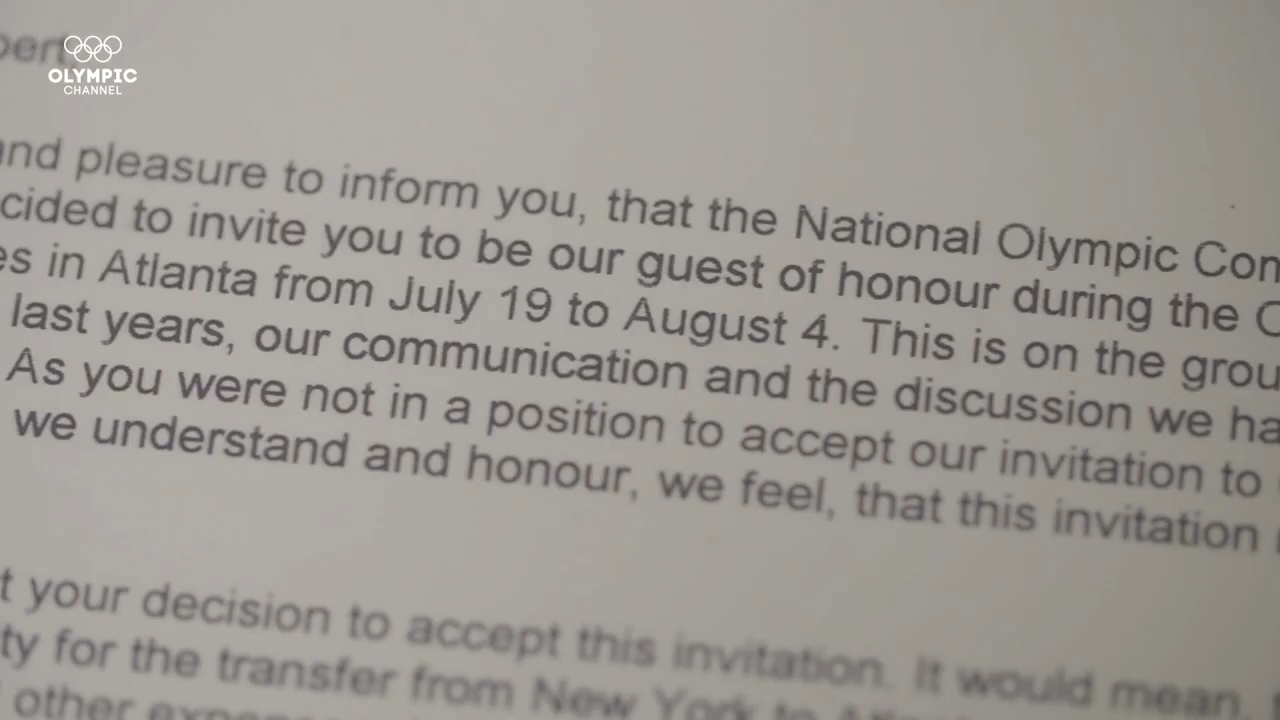 OLYMPIC
CHANNEL
and pleasure to inform you, that the National Olympic Com
cided to invite you to be our guest of honour during the O
es in Atlanta from July 19 to August 4. This is on the grou
last years, our communication and the discussion we ha
As you were not in a position to accept our invitation to
we understand and honour, we feel, that this invitation
t your decision to accept this invitation. It would mean,
ty for the transfer from New York to
other